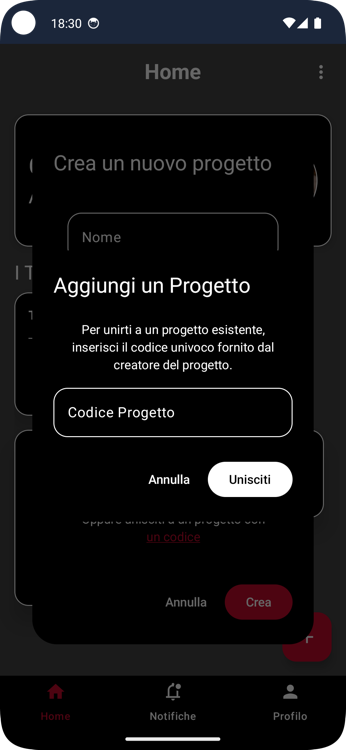 18:30
Home
Crea un nuovo progetto
Nome
I T
Aggiungi un Progetto
Per unirti a un progetto esistente,
inserisci il codice univoco fornito dal
creatore del progetto.
Codice Progetto
Annulla
Unisciti
Oppure unisciti a un progetto con
un codice
Annulla
Crea
Home
Notifiche
Profilo